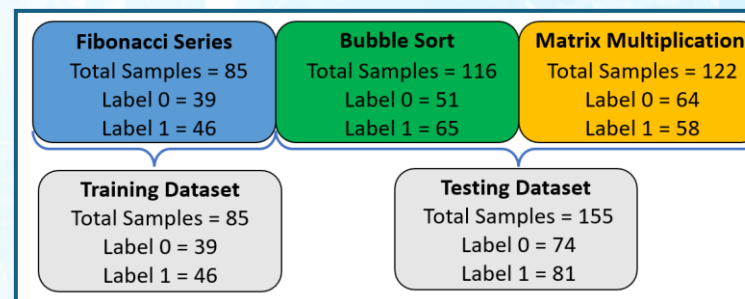 Fibonacci Series
Total Samples = 85
Label 0 = 39
Label 1 = 46
Bubble Sort
Total Samples = 116
Label 0 = 51
Label 1 = 65
Matrix Multiplication
Total Samples = 122
Label 0 = 64
Label 1 = 58
Training Dataset
Total Samples = 85
Label 0 = 39
Label 1 = 46
Testing Dataset
Total Samples = 155
Label 0 = 74
Label 1 = 81